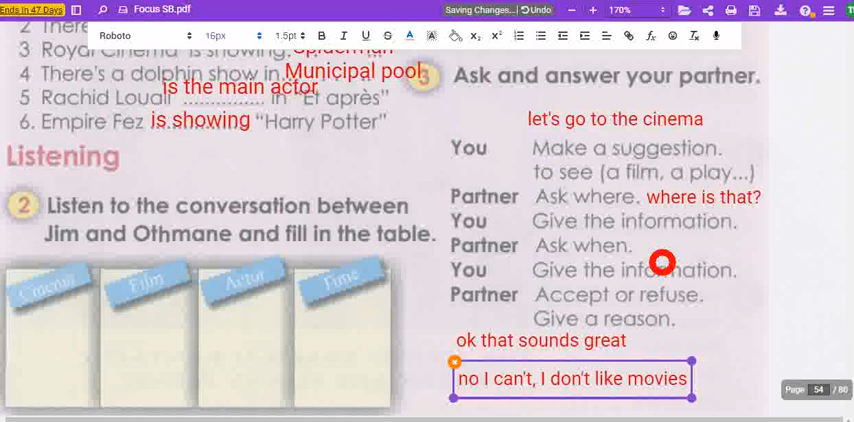 Ends In 47 Days
Focus SB.pdf
Saving Changes... Undo
170%
Roboto 16px 1.5pt B I U S A A x₂ x² fx
2 There
3 Royal Cinema is showing. Spiderman
4 There's a dolphin show in Municipal pool
is the main actor
5 Rachid Louali ............... in “Et après”
6. Empire Fez is showing “Harry Potter”
Listening
2 Listen to the conversation between
Jim and Othmane and fill in the table.
Cinema Film Actor Time
3 Ask and answer your partner.
let's go to the cinema
You Make a suggestion.
to see (a film, a play...)
Partner Ask where. where is that?
You Give the information.
Partner Ask when.
You Give the information.
Partner Accept or refuse.
Give a reason.
ok that sounds great
no I can't, I don't like movies
Page 54 / 80